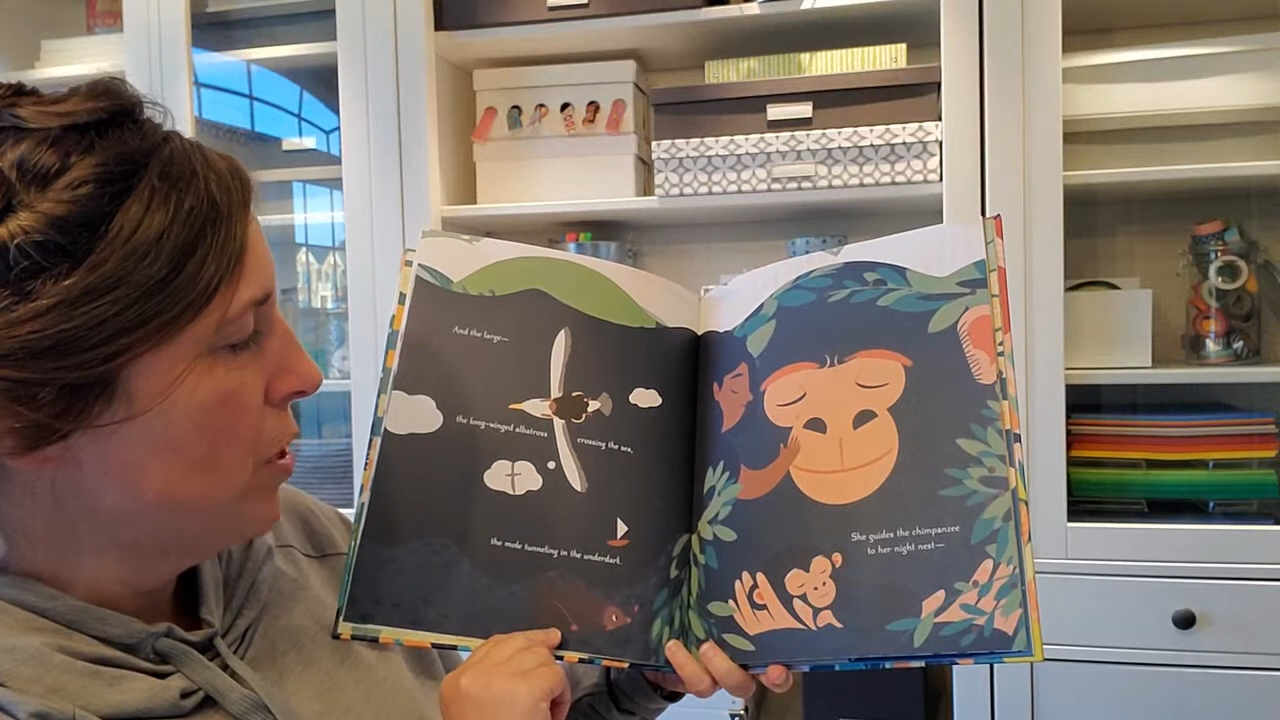 And the large—
the long-winged albatross crossing the sea,
the mole tunneling in the underdark.
She guides the chimpanzee
to her night nest—